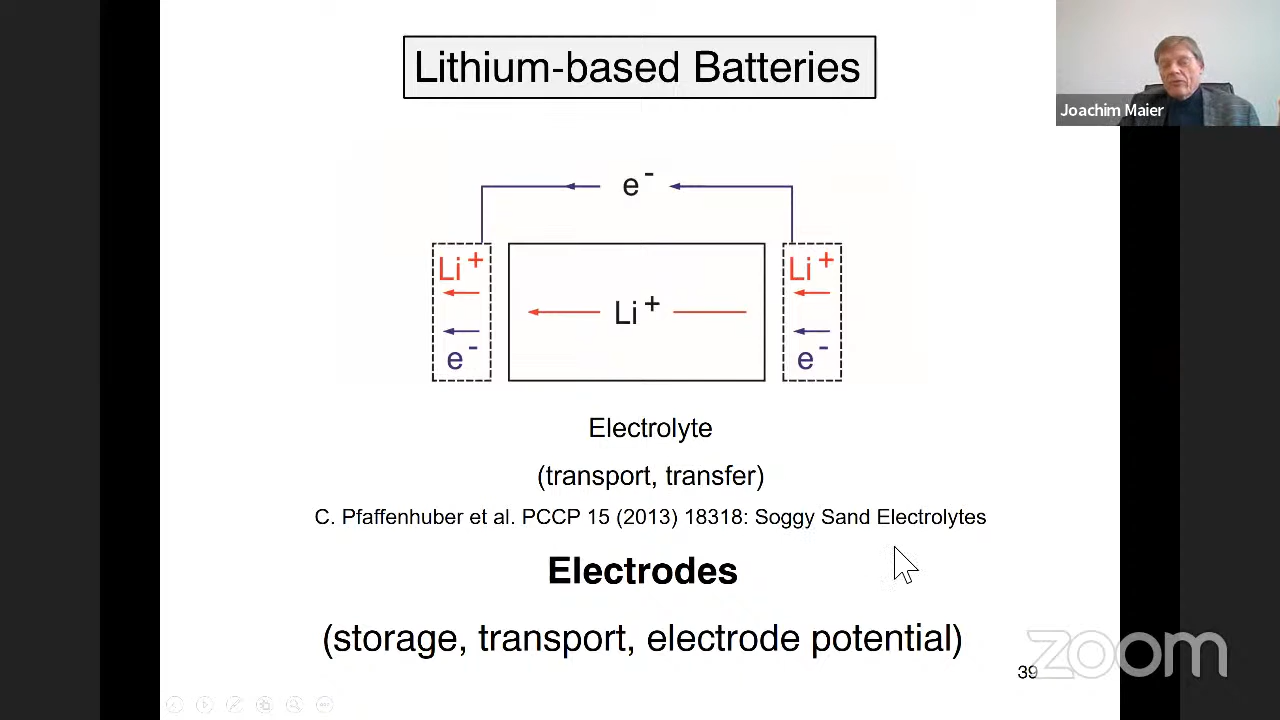 Lithium-based Batteries
Joachim Maier
e-
Li+
Li+
Li+
e-
e-
Electrolyte
(transport, transfer)
C. Pfaffenhuber et al. PCCP 15 (2013) 18318: Soggy Sand Electrolytes
Electrodes
(storage, transport, electrode potential)
zoom
39